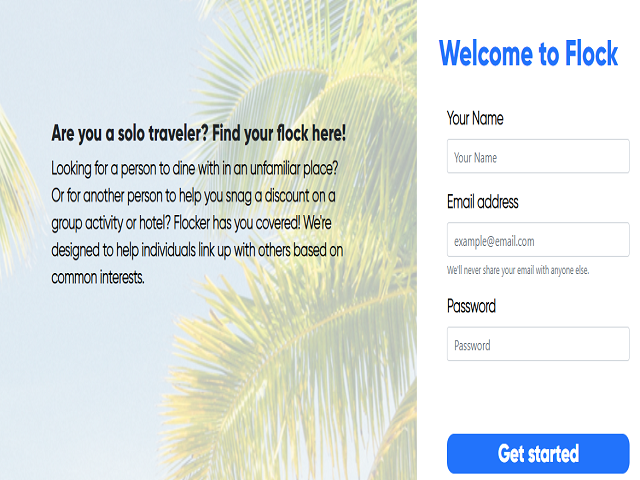 Welcome to Flock
Are you a solo traveler? Find your flock here!
Looking for a person to dine with in an unfamiliar place?
Or for another person to help you snag a discount on a
group activity or hotel? Flocker has you covered! We're
designed to help individuals link up with others based on
common interests.
Your Name
Your Name
Email address
example@email.com
We'll never share your email with anyone else.
Password
Password
Get started